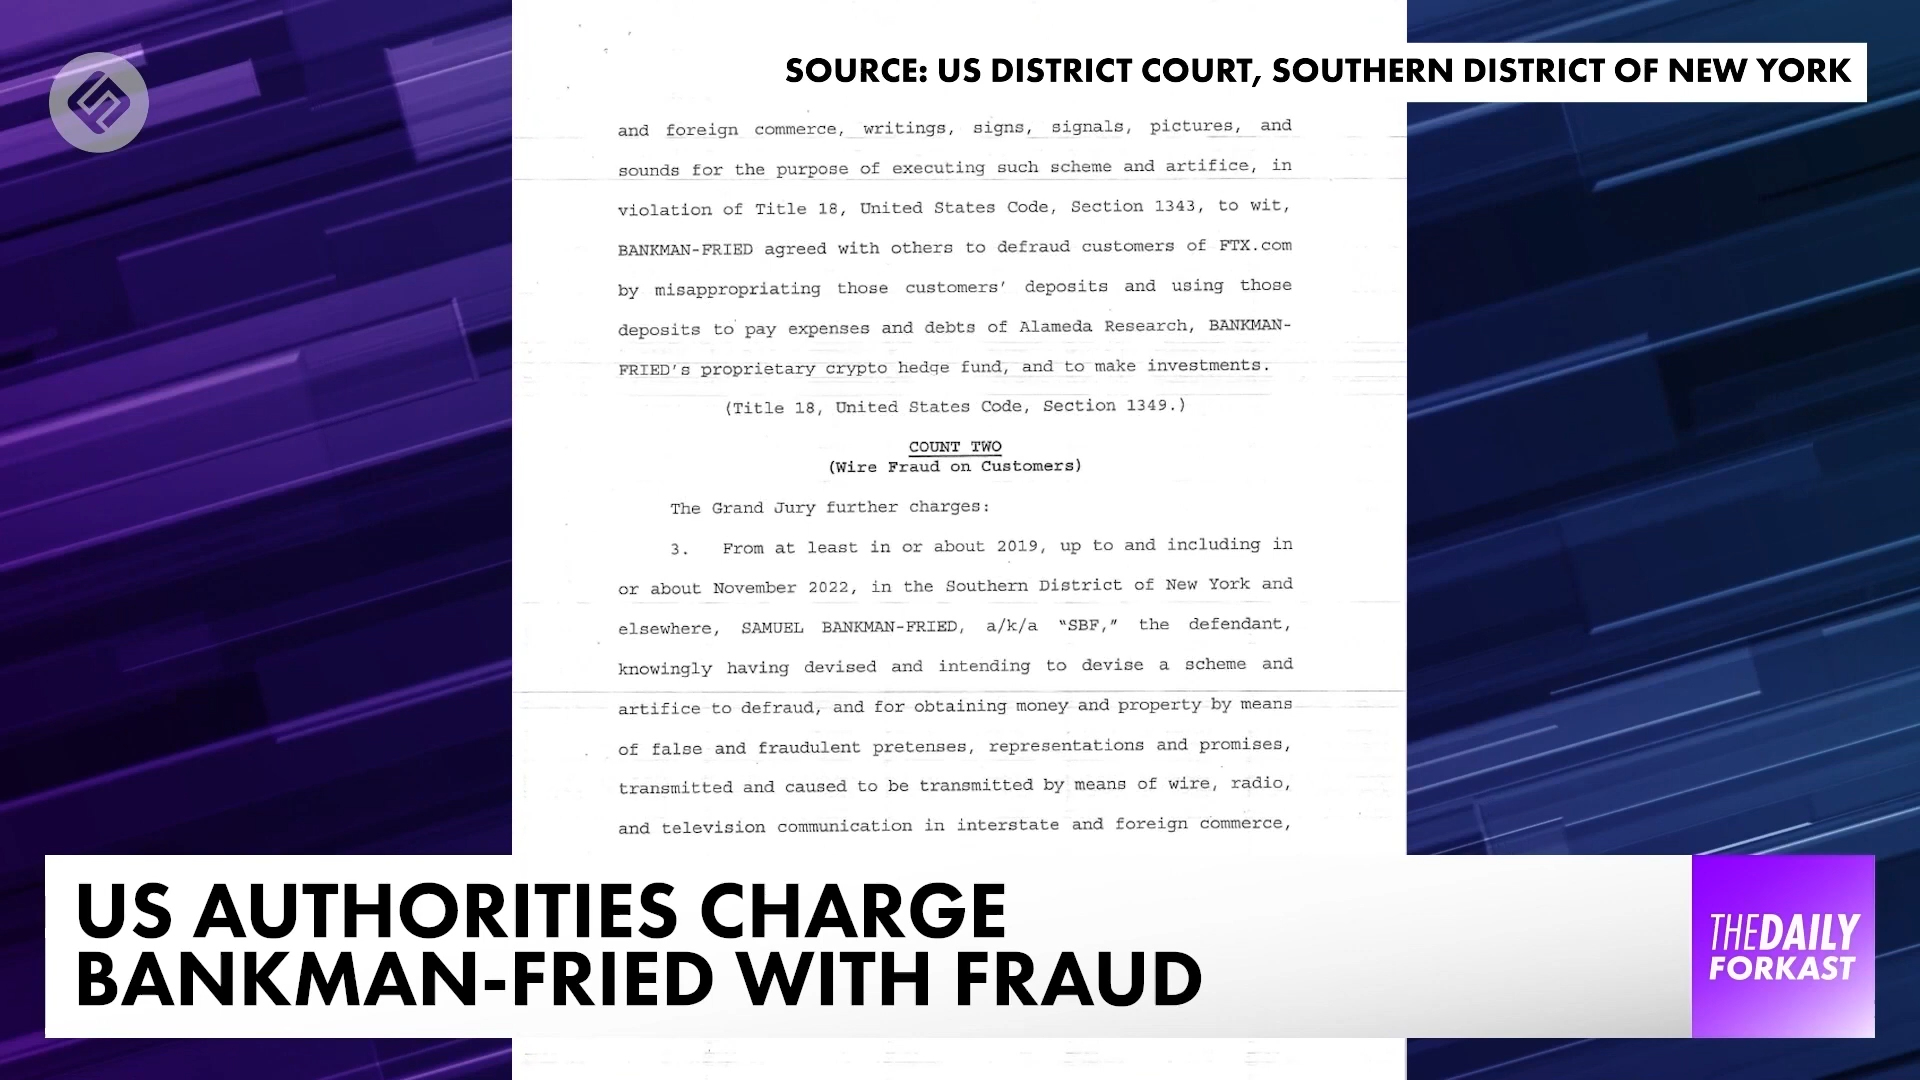 SOURCE: US DISTRICT COURT, SOUTHERN DISTRICT OF NEW YORK
and foreign commerce, writings, signs, signals, pictures, and
sounds for the purpose of executing such scheme and artifice, in
violation of Title 18, United States Code, Section 1343, to wit,
BANKMAN-FRIED agreed with others to defraud customers of FTX.com
by misappropriating those customers' deposits and using those
deposits to pay expenses and debts of Alameda Research, BANKMAN-
FRIED's proprietary crypto hedge fund, and to make investments.
(Title 18, United States Code, Section 1349.)
COUNT TWO
(Wire Fraud on Customers)
The Grand Jury further charges:
3. From at least in or about 2019, up to and including in
or about November 2022, in the Southern District of New York and
elsewhere, SAMUEL BANKMAN-FRIED, a/k/a "SBF," the defendant,
knowingly having devised and intending to devise a scheme and
artifice to defraud, and for obtaining money and property by means
of false and fraudulent pretenses, representations and promises,
transmitted and caused to be transmitted by means of wire, radio,
and television communication in interstate and foreign commerce,
US AUTHORITIES CHARGE
BANKMAN-FRIED WITH FRAUD
THEDAILY
FORKAST